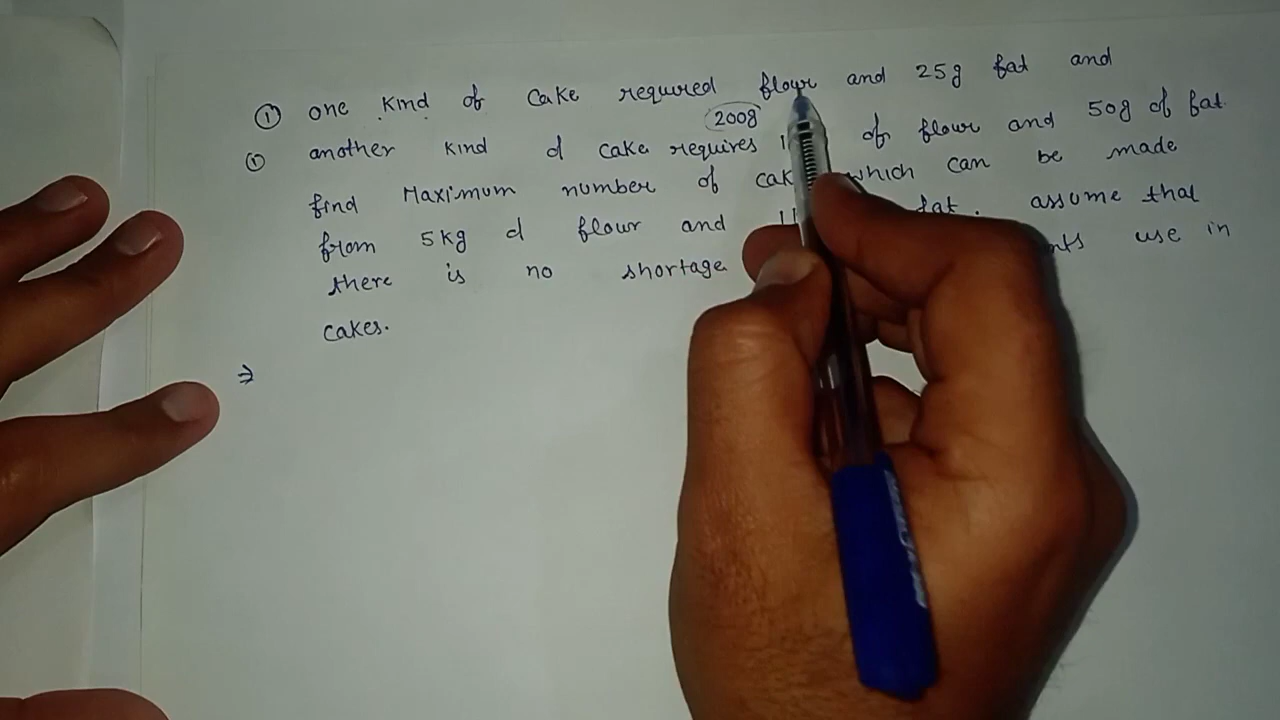 ① one kind of cake required flour and 25g fat and
200g
① another kind of cake requires of flour and 50g of fat
find Maximum number of which can be made
from 5kg of flour and fat. assume that
there is no shortage use in
cakes.
⇒